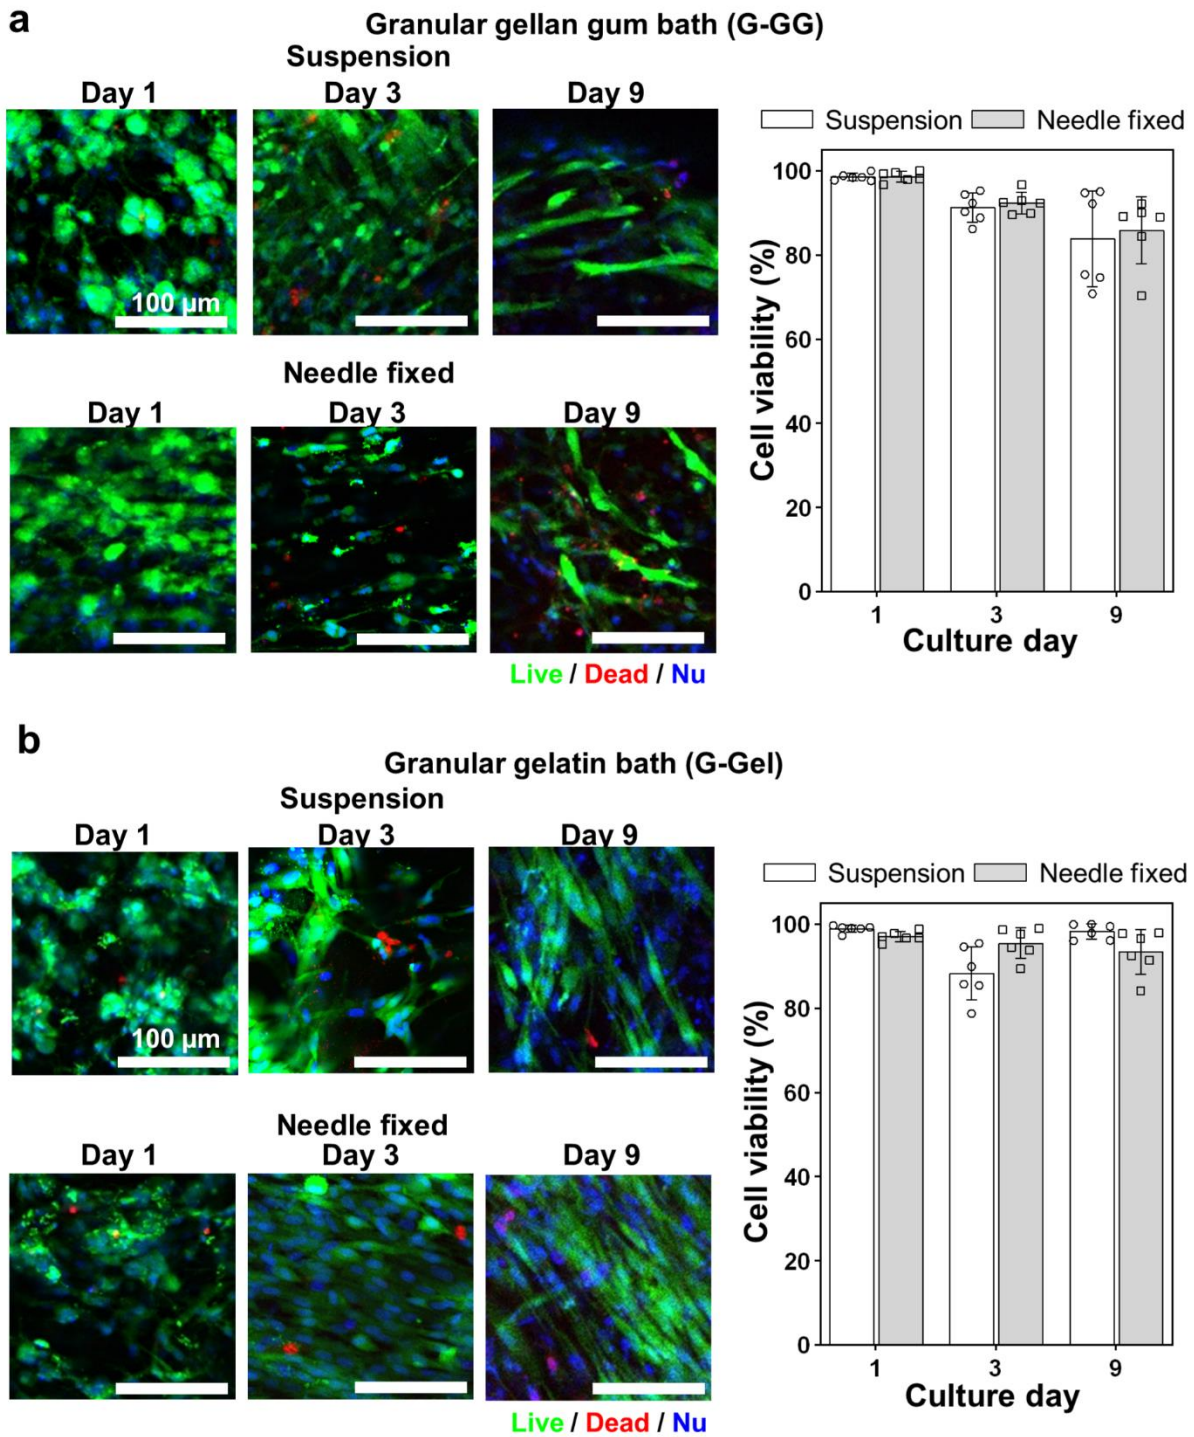 a
Granular gellan gum bath (G-GG)
Suspension
Day 1 Day 3 Day 9
100 µm
Needle fixed
Day 1 Day 3 Day 9
Live / Dead / Nu
Suspension Needle fixed
100
80
60
40
20
0
Cell viability (%)
1 3 9
Culture day
b
Granular gelatin bath (G-Gel)
Suspension
Day 1 Day 3 Day 9
100 µm
Needle fixed
Day 1 Day 3 Day 9
Live / Dead / Nu
Suspension Needle fixed
100
80
60
40
20
0
Cell viability (%)
1 3 9
Culture day